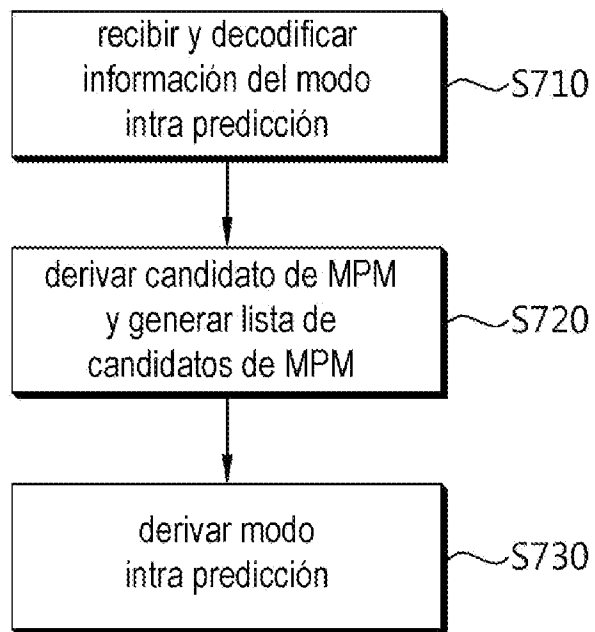 recibir y decodificar
información del modo
intra predicción
S710
derivar candidato de MPM
y generar lista de
candidatos de MPM
S720
derivar modo
intra predicción
S730